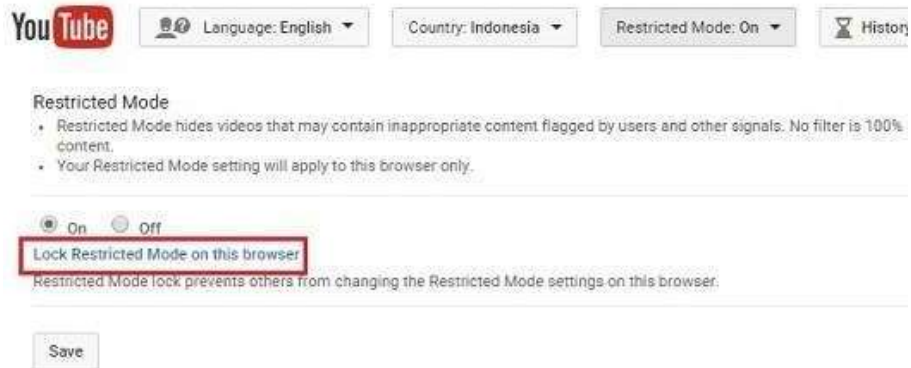 YouTube Language: English Country: Indonesia Restricted Mode: On History
Restricted Mode
Restricted Mode hides videos that may contain inappropriate content flagged by users and other signals. No filter is 100%
content.
Your Restricted Mode setting will apply to this browser only.
On Off
Lock Restricted Mode on this browser
Restricted Mode lock prevents others from changing the Restricted Mode settings on this browser.
Save